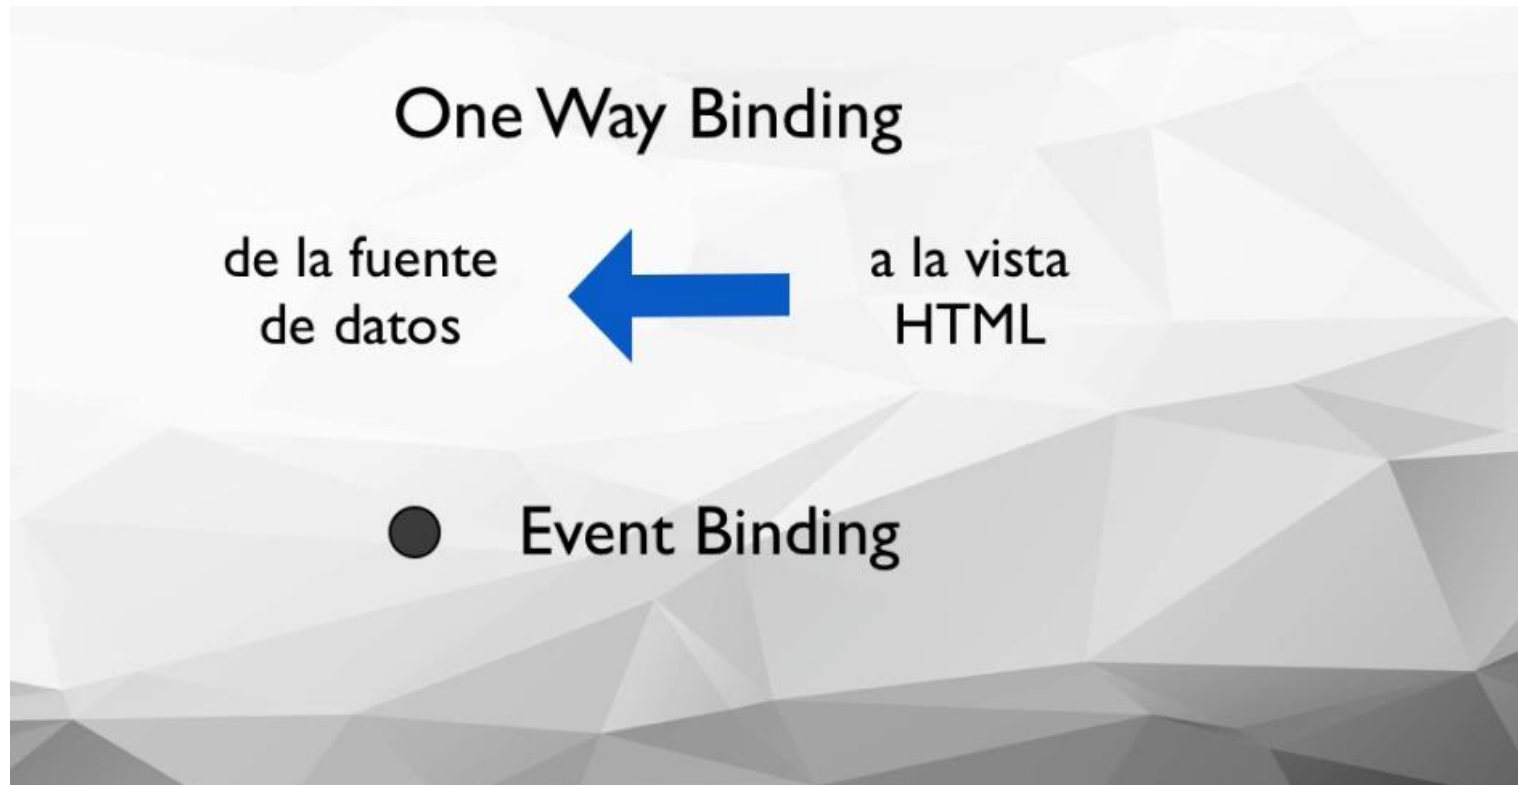 One Way Binding
de la fuente
de datos
a la vista
HTML
Event Binding